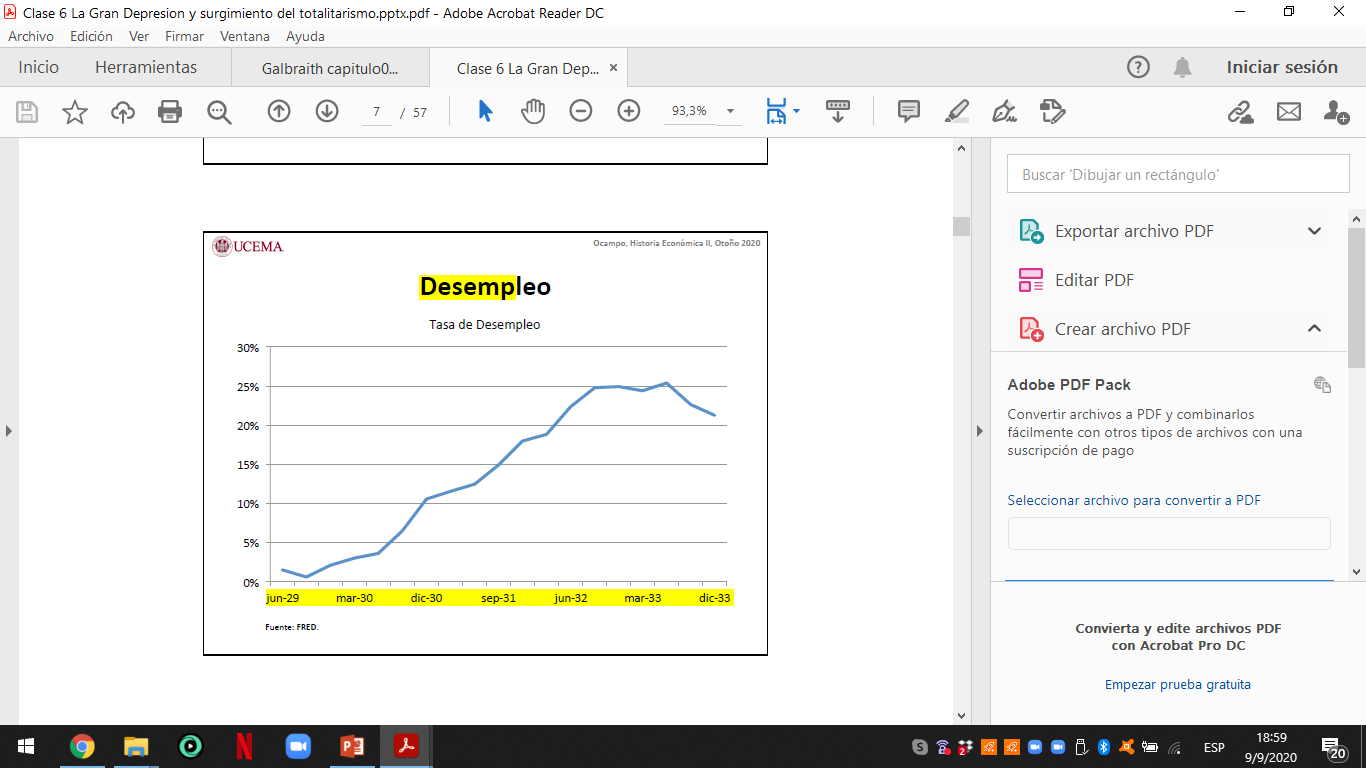 Clase 6 La Gran Depresion y surgimiento del totalitarismo.pptx.pdf - Adobe Acrobat Reader DC
Archivo Edición Ver Firmar Ventana Ayuda
Inicio Herramientas Galbraith capitulo0... Clase 6 La Gran Dep... × Iniciar sesión
7 / 57 93,3%
Buscar 'Dibujar un rectángulo'
Exportar archivo PDF
Editar PDF
Crear archivo PDF
Adobe PDF Pack
Convertir archivos a PDF y combinarlos
fácilmente con otros tipos de archivos con una
suscripción de pago
Seleccionar archivo para convertir a PDF
Convierta y edite archivos PDF
con Acrobat Pro DC
Empezar prueba gratuita
UCEMA
Ocampo, Historia Económica II, Otoño 2020
Desempleo
Tasa de Desempleo
30%
25%
20%
15%
10%
5%
0%
jun-29 mar-30 dic-30 sep-31 jun-32 mar-33 dic-33
Fuente: FRED.
ESP
18:59
9/9/2020
20